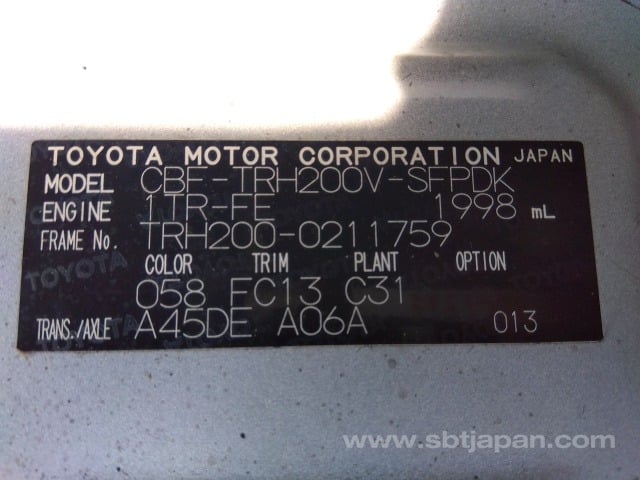 TOYOTA MOTOR CORPORATION JAPAN
MODEL CBF-TRH200V-SFPDK
ENGINE 1TR-FE 1998 mL
FRAME No. TRH200-0211759
COLOR TRIM PLANT OPTION
058 FC13 C31
TRANS./AXLE A45DE A06A 013
www.sbtjapan.com